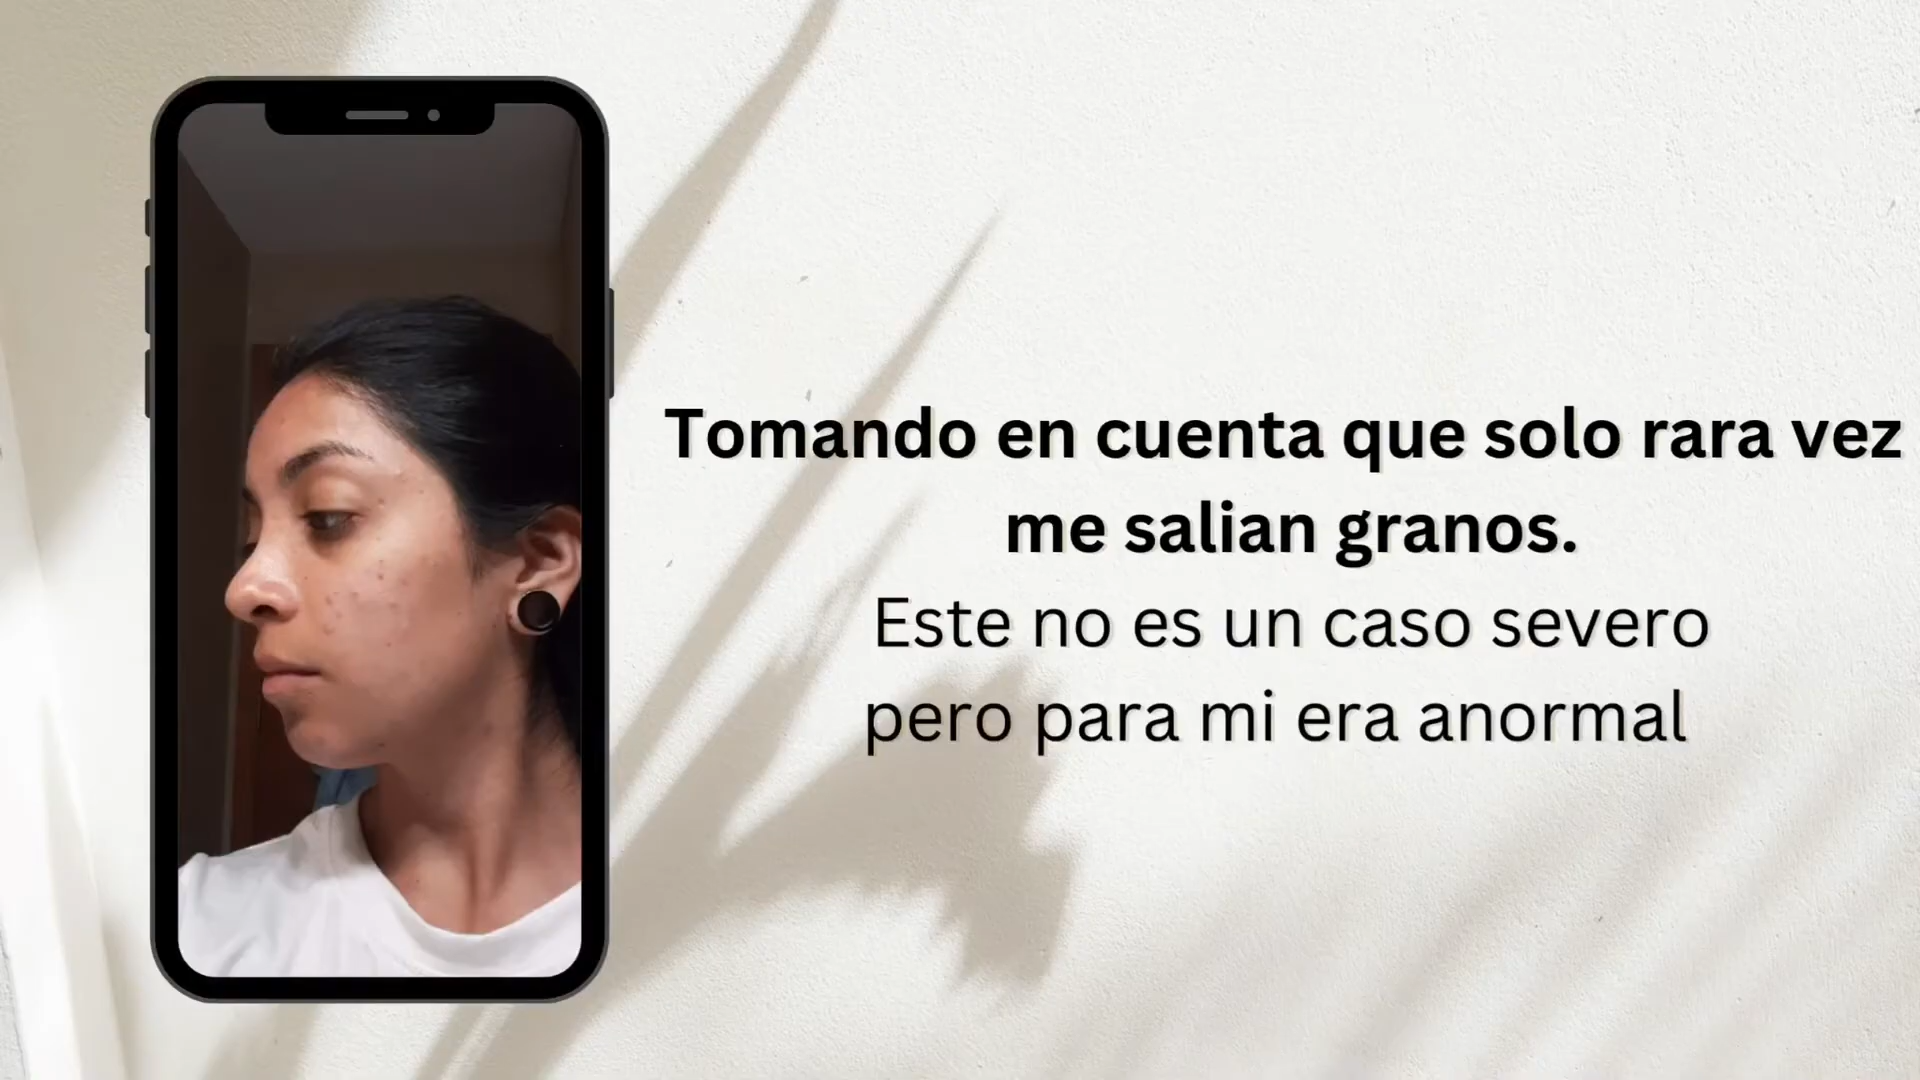 Tomando en cuenta que solo rara vez
me salian granos.
Este no es un caso severo
pero para mi era anormal